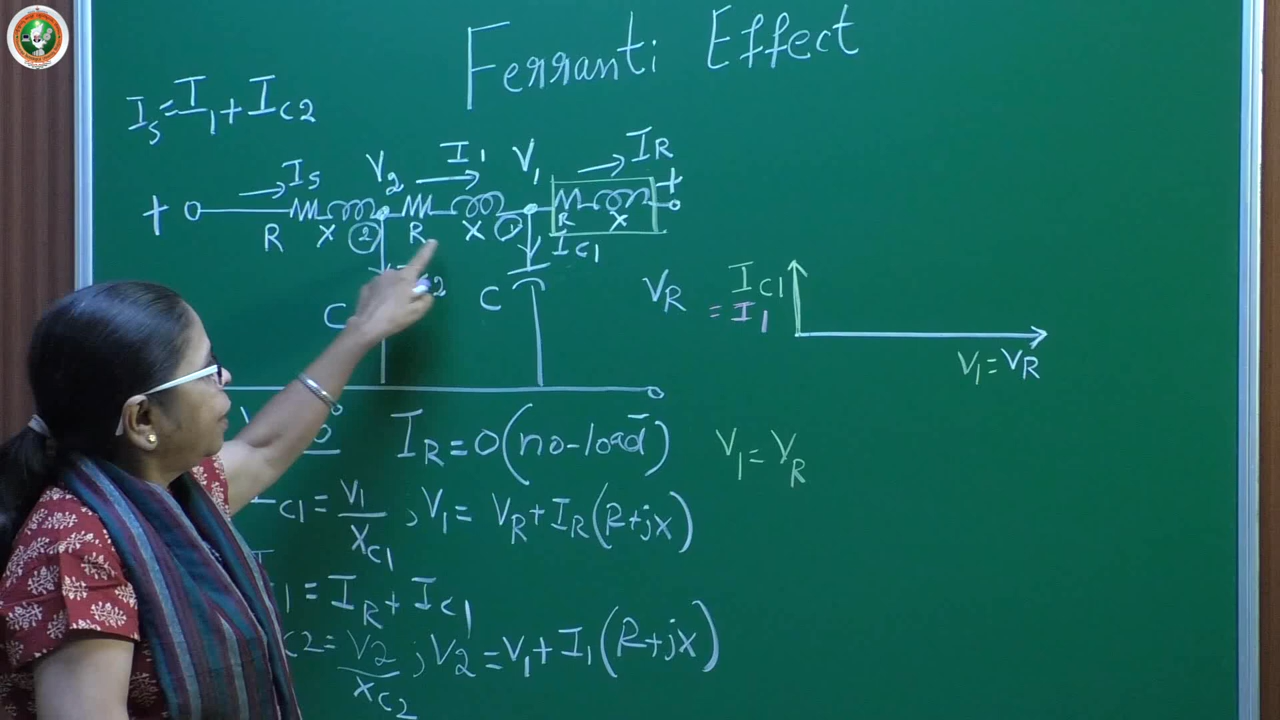 Ferranti Effect
Is = I1 + IC2
Is V2 I1 V1 IR
+ +
R X 2 R X 1 R X
IC1
2
C C VR
IC1
= I1
V1 = VR
IR = 0 (no-load)
V1 = VR
C1 = V1/XC1 ; V1 = VR + IR (R + jX)
1 = IR + IC1
C2 = V2/XC2 ; V2 = V1 + I1 (R + jX)